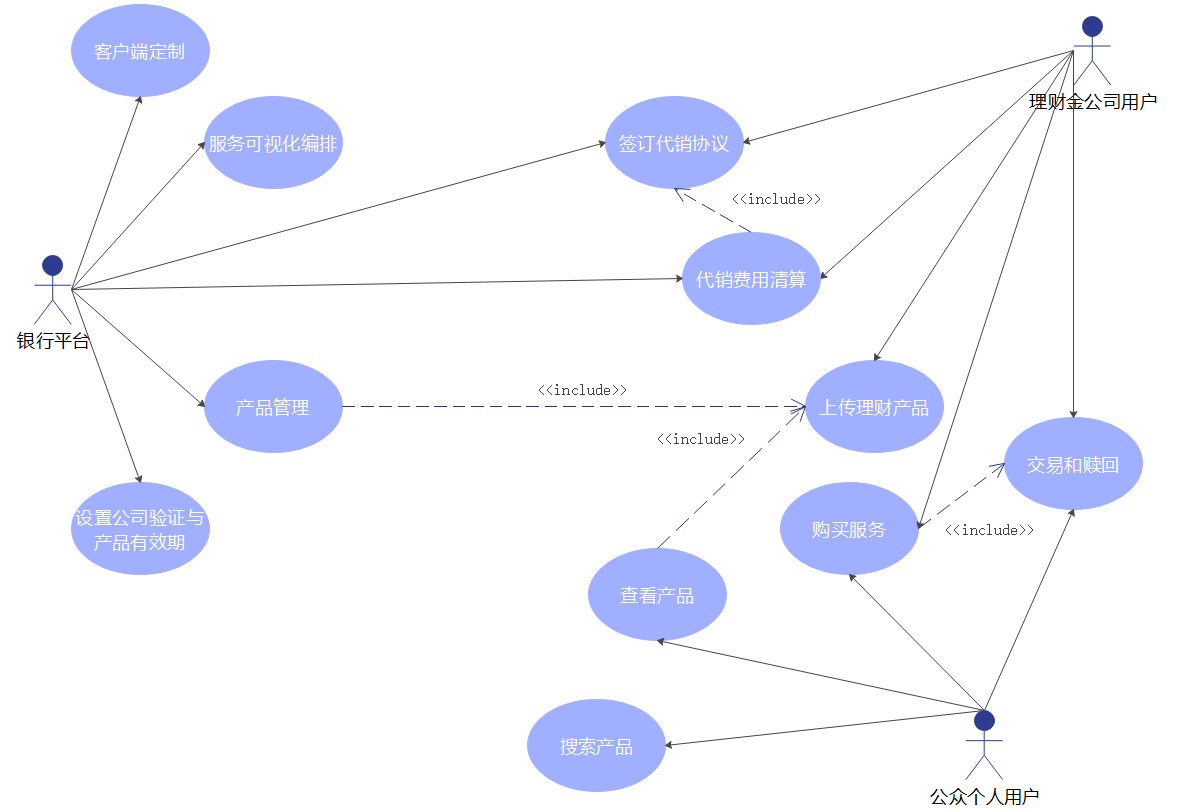 客户端定制
理财金公司用户
服务可视化编排
签订代销协议
<<include>>
代销费用清算
银行平台
<<include>>
产品管理
上传理财产品
<<include>>
交易和赎回
设置公司验证与
产品有效期
购买服务
<<include>>
查看产品
搜索产品
公众个人用户